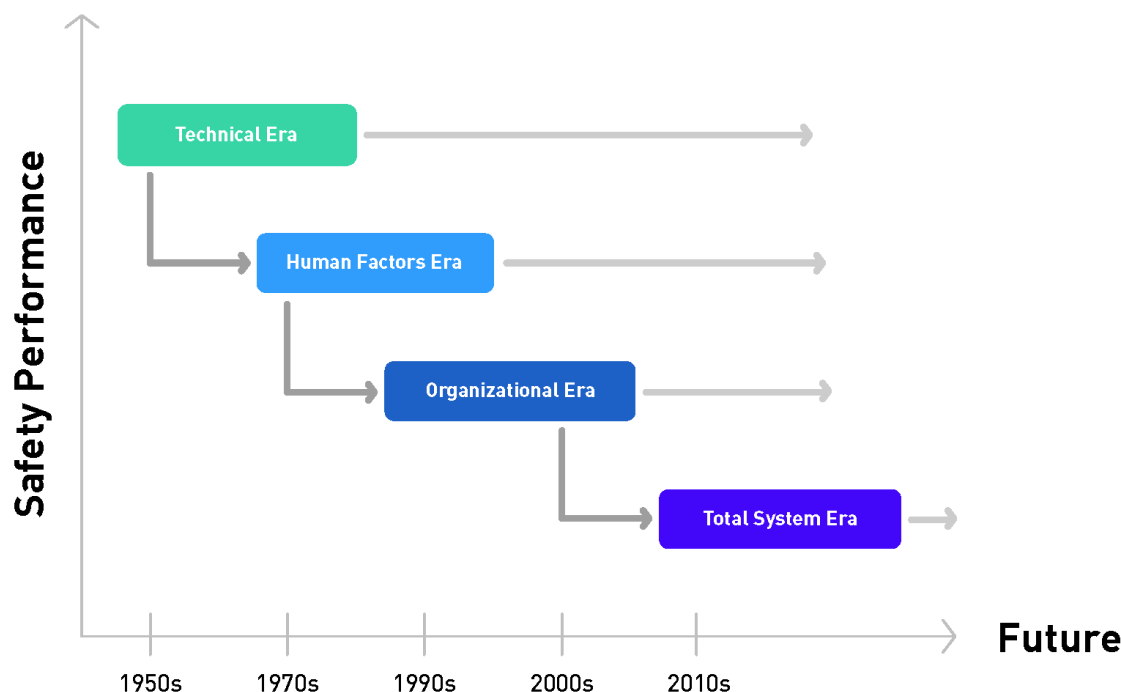 Safety Performance
Technical Era
Human Factors Era
Organizational Era
Total System Era
1950s
1970s
1990s
2000s
2010s
Future